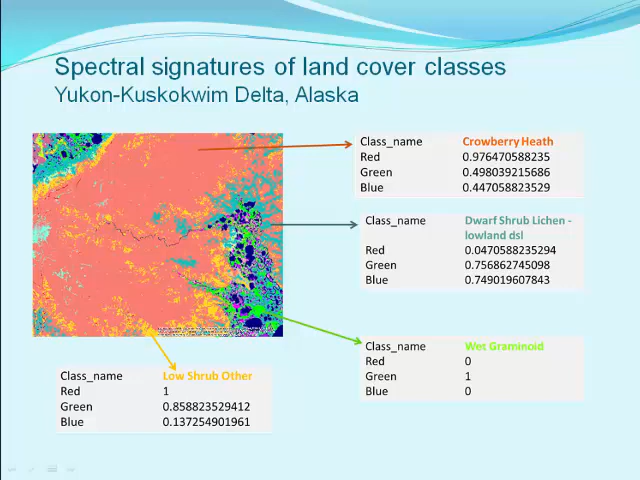 Spectral signatures of land cover classes
Yukon-Kuskokwim Delta, Alaska
Class_name Crowberry Heath
Red 0.976470588235
Green 0.498039215686
Blue 0.447058823529
Class_name Dwarf Shrub Lichen -
lowland dsl
Red 0.0470588235294
Green 0.756862745098
Blue 0.749019607843
Class_name Wet Graminoid
Red 0
Green 1
Blue 0
Class_name Low Shrub Other
Red 1
Green 0.858823529412
Blue 0.137254901961